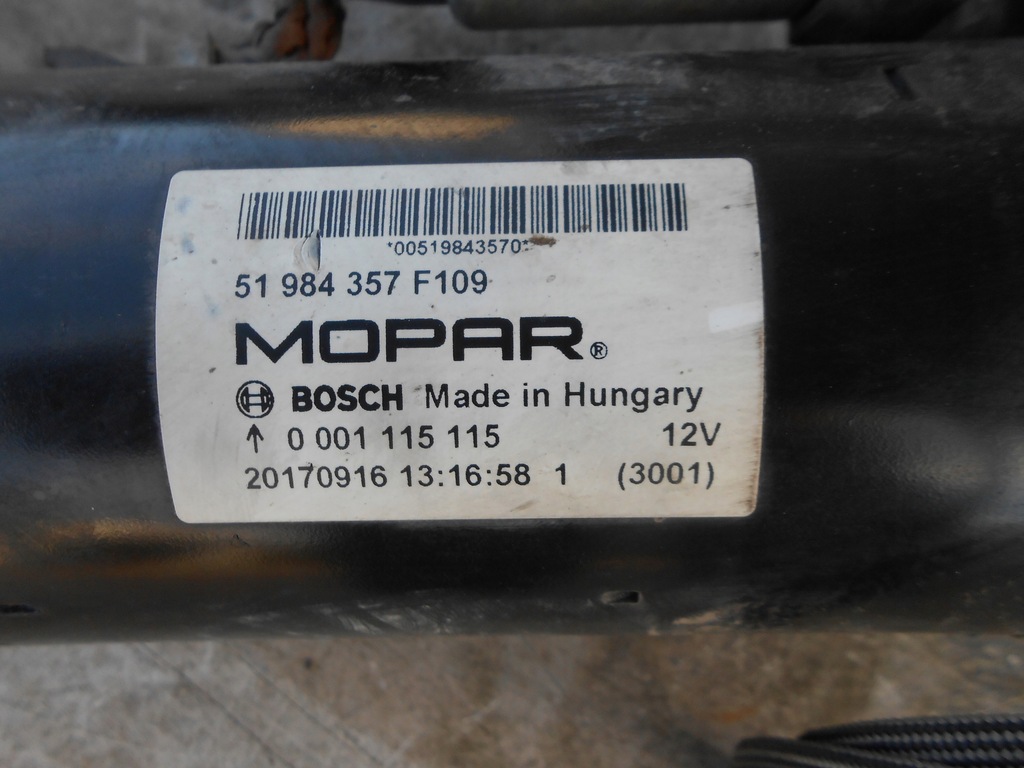 *00519843570*
51 984 357 F109
MOPAR®
BOSCH Made in Hungary
↑ 0 001 115 115 12V
20170916 13:16:58 1 (3001)